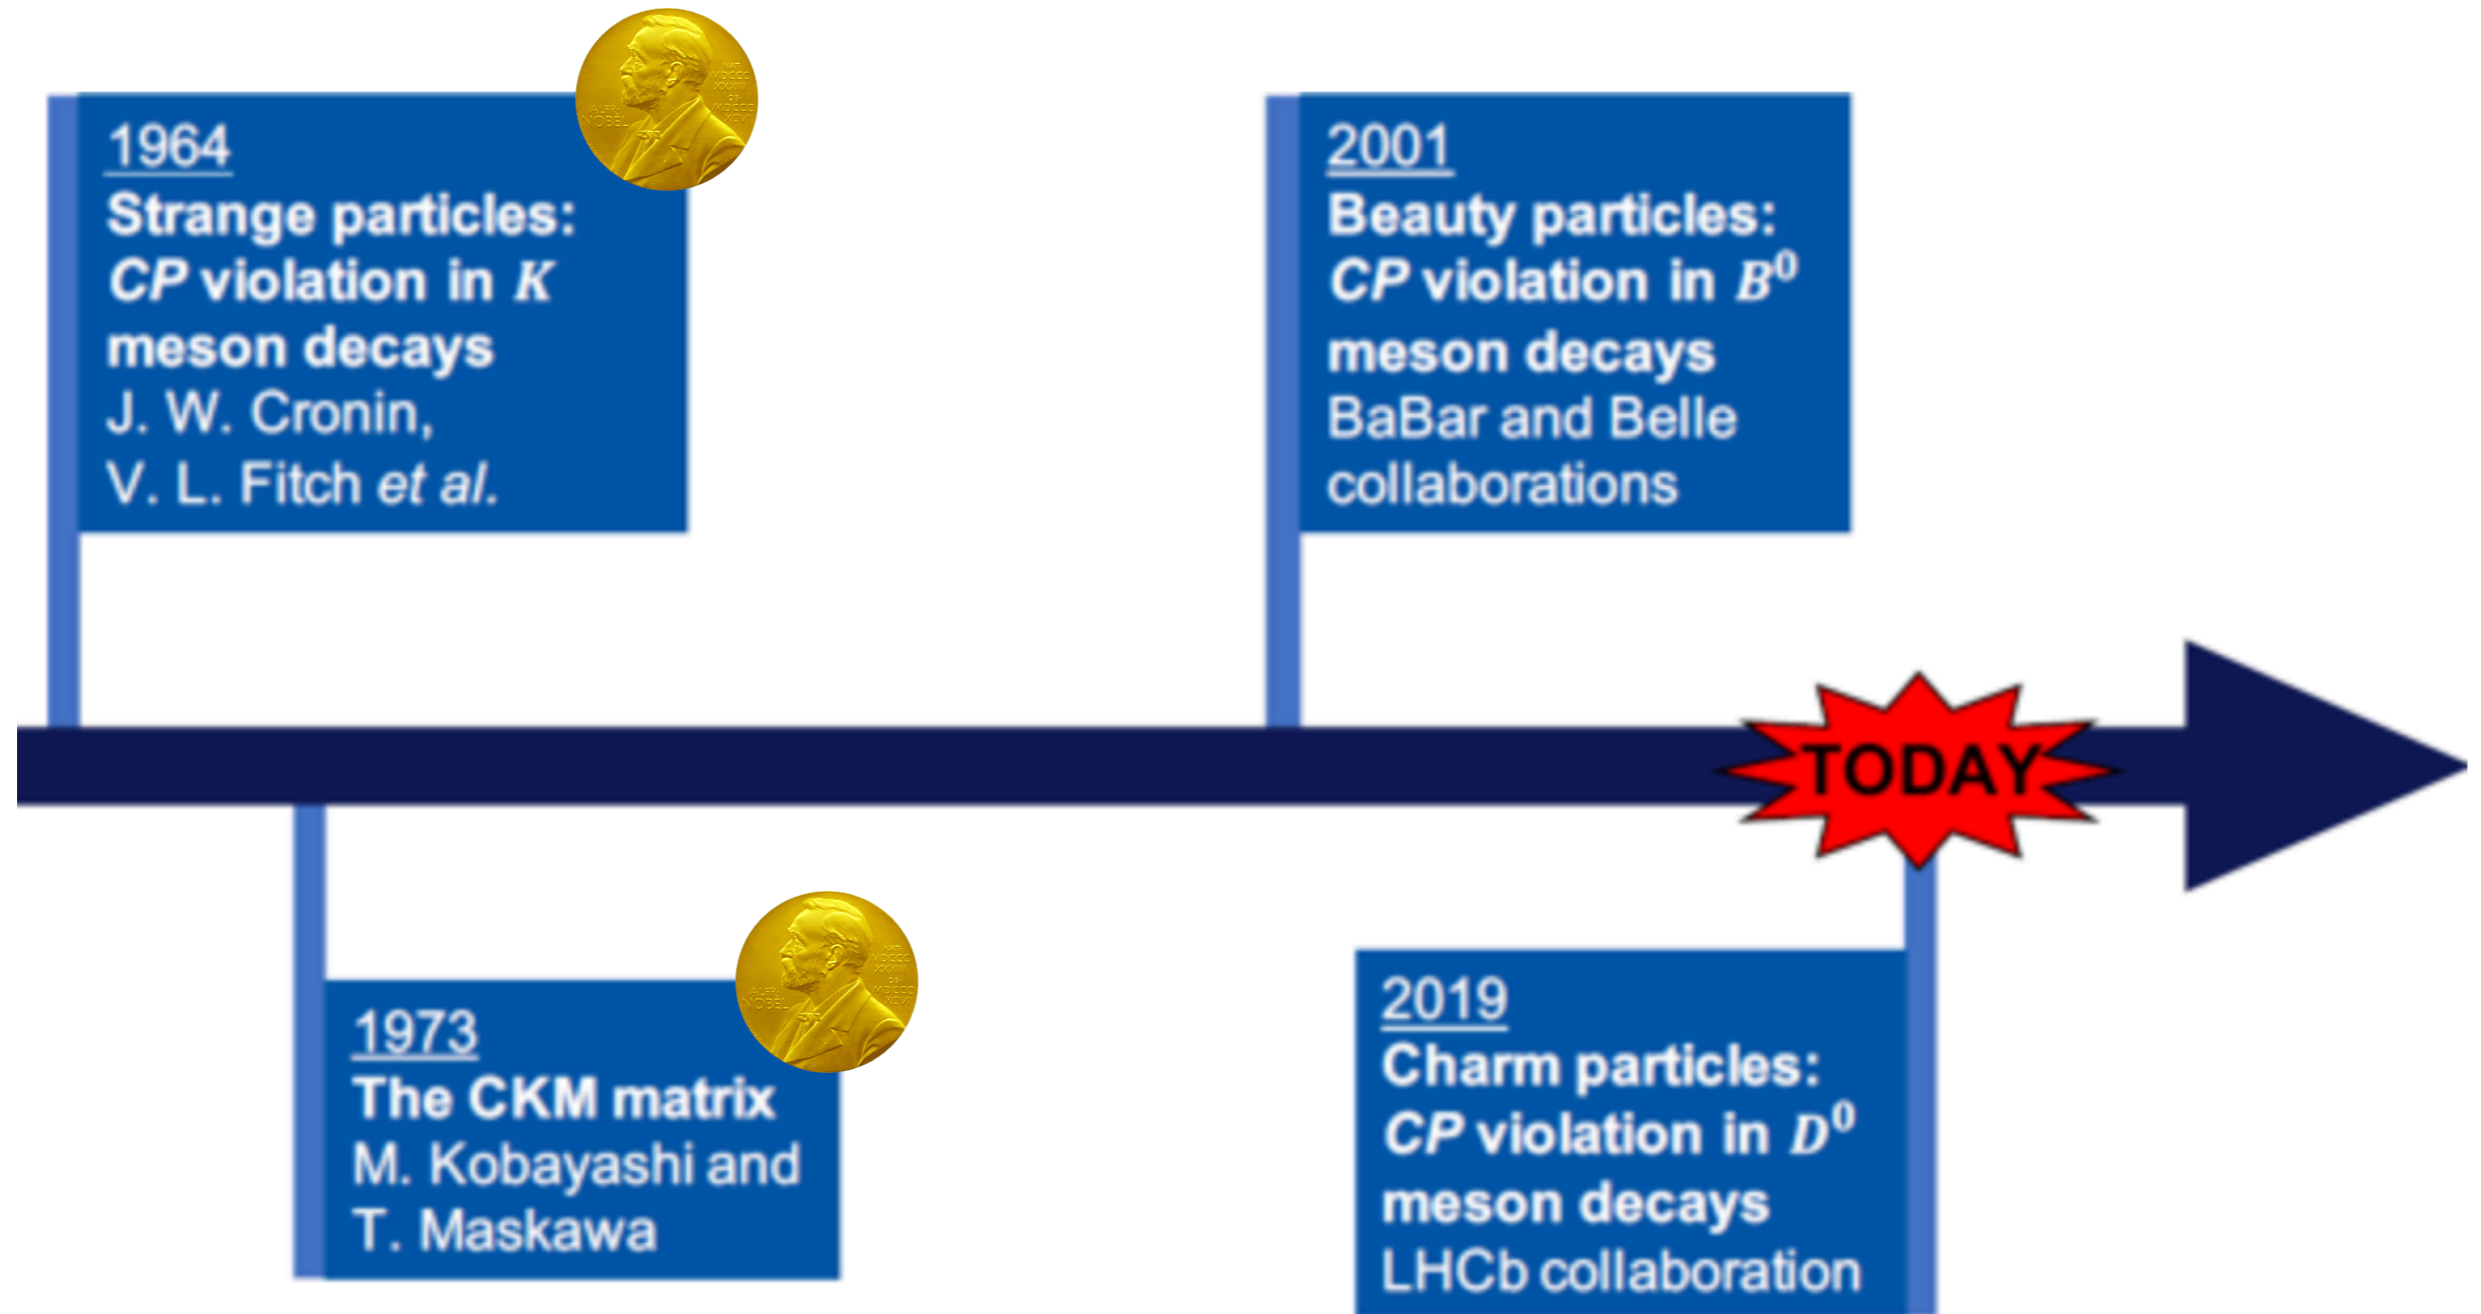 1964
Strange particles:
CP violation in K
meson decays
J. W. Cronin,
V. L. Fitch et al.
2001
Beauty particles:
CP violation in B⁰
meson decays
BaBar and Belle
collaborations
TODAY
1973
The CKM matrix
M. Kobayashi and
T. Maskawa
2019
Charm particles:
CP violation in D⁰
meson decays
LHCb collaboration